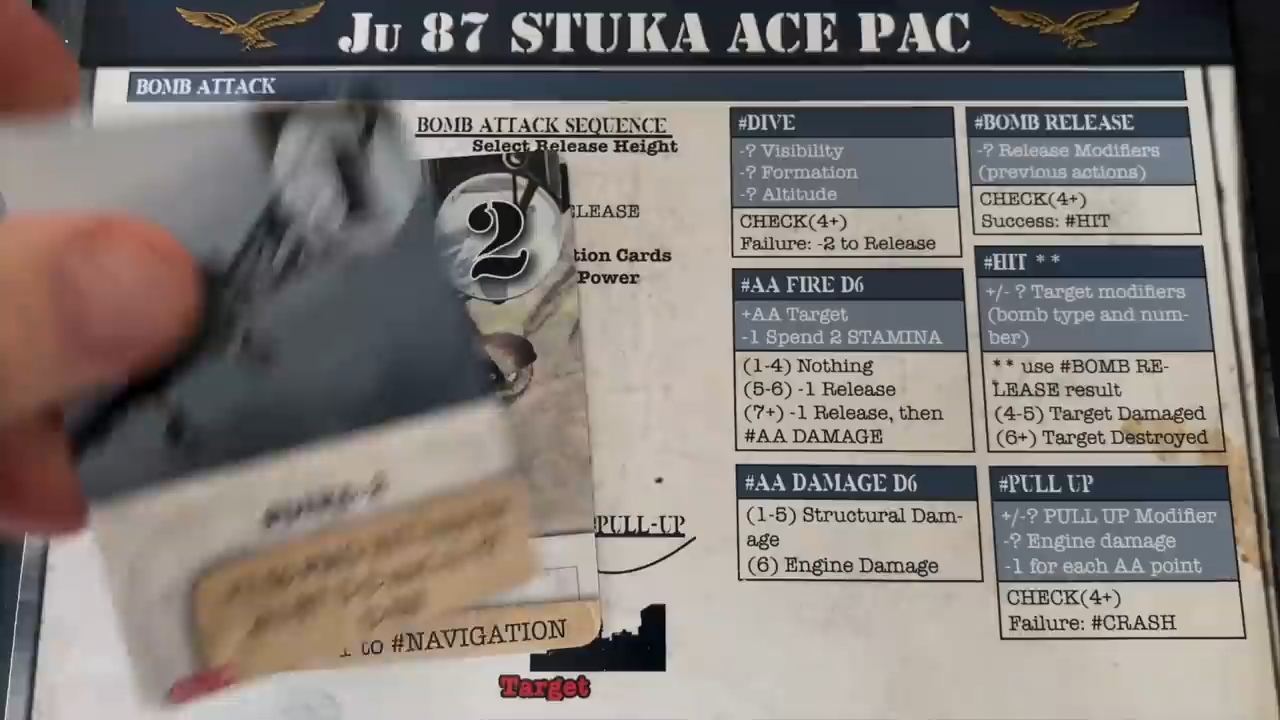 Ju 87 STUKA ACE PAC
BOMB ATTACK
BOMB ATTACK SEQUENCE
Select Release Height
2
LEASE
tion Cards
Power
PULL-UP
to #NAVIGATION
Target
#DIVE
-? Visibility
-? Formation
-? Altitude
CHECK(4+)
Failure: -2 to Release
#AA FIRE D6
+AA Target
-1 Spend 2 STAMINA
(1-4) Nothing
(5-6) -1 Release
(7+) -1 Release, then
#AA DAMAGE
#AA DAMAGE D6
(1-5) Structural Dam-
age
(6) Engine Damage
#BOMB RELEASE
-? Release Modifiers
(previous actions)
CHECK(4+)
Success: #HIT
#HIT **
+/- ? Target modifiers
(bomb type and num-
ber)
** use #BOMB RE-
LEASE result
(4-5) Target Damaged
(6+) Target Destroyed
#PULL UP
+/-? PULL UP Modifier
-? Engine damage
-1 for each AA point
CHECK(4+)
Failure: #CRASH